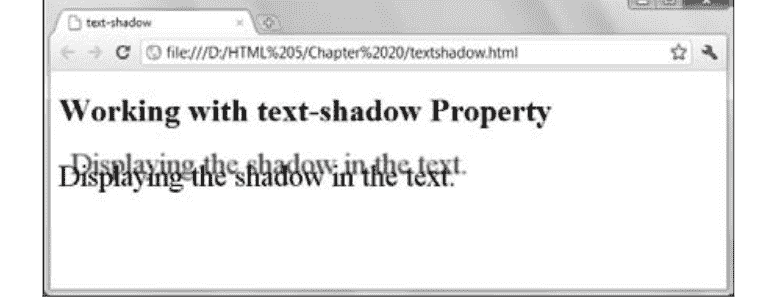 text-shadow
file:///D:/HTML%205/Chapter%2020/textshadow.html
Working with text-shadow Property
Displaying the shadow in the text.
Displaying the shadow in the text.